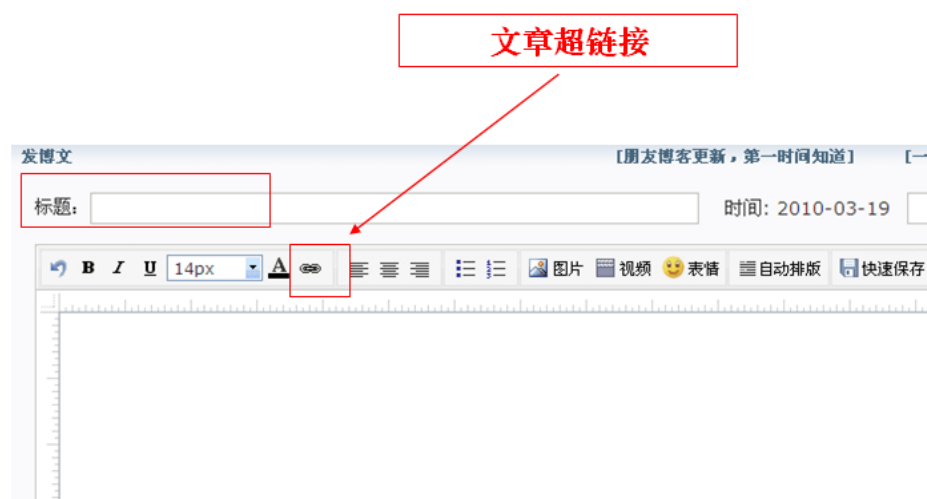 文章超链接
发博文 [朋友博客更新，第一时间知道] [一
标题: 时间: 2010-03-19
B I U 14px A 图片 视频 表情 自动排版 快速保存